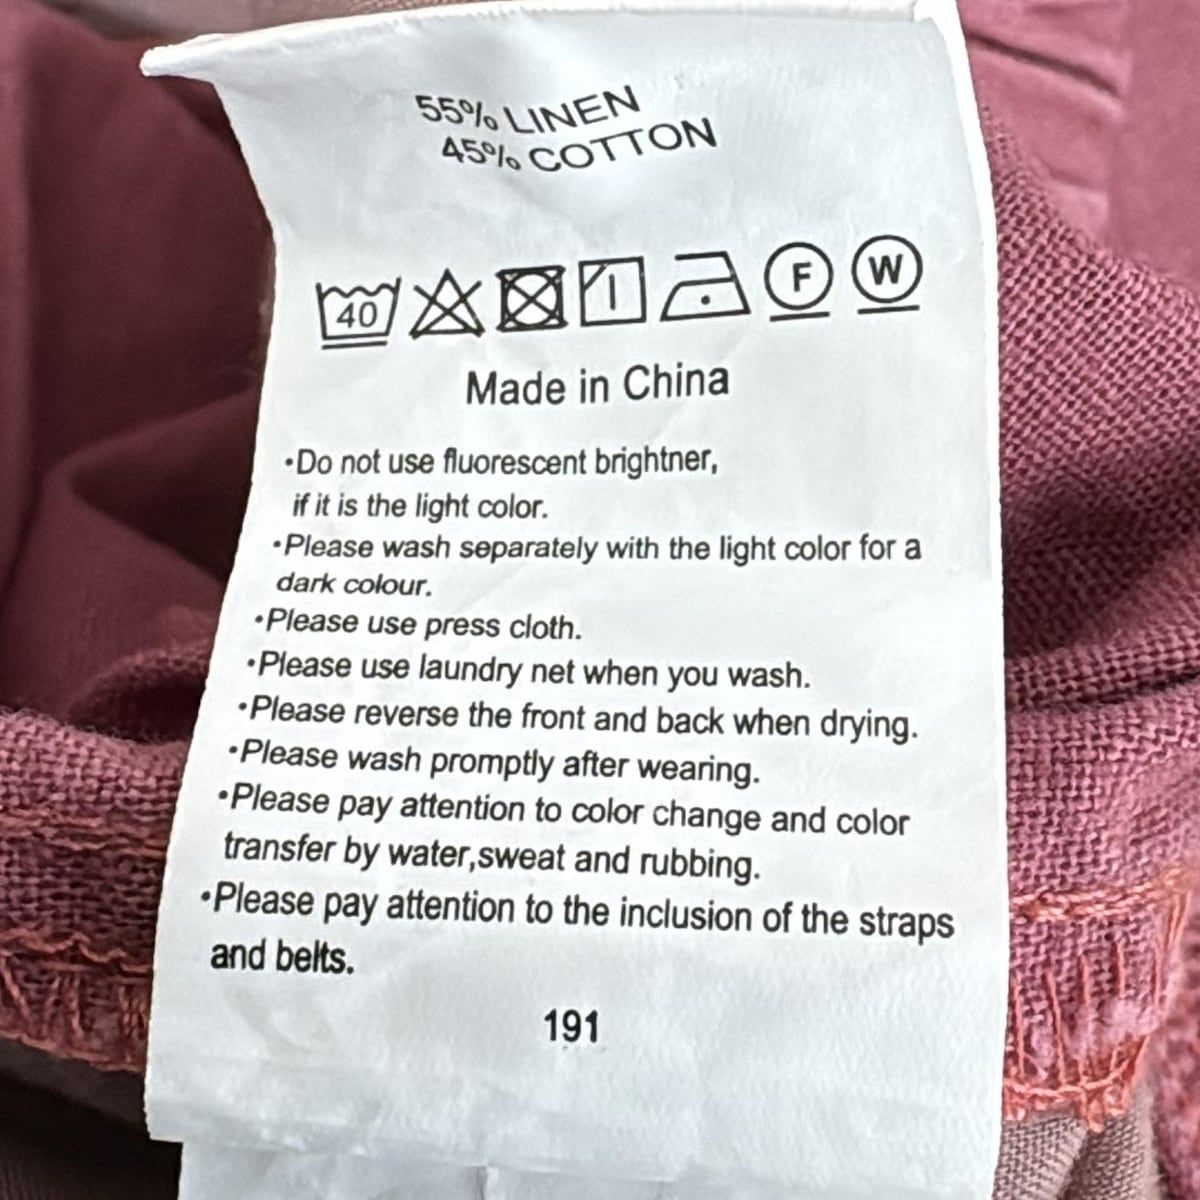 55% LINEN
45% COTTON
40
F W
Made in China
•Do not use fluorescent brightner,
if it is the light color.
•Please wash separately with the light color for a
dark colour.
•Please use press cloth.
•Please use laundry net when you wash.
•Please reverse the front and back when drying.
•Please wash promptly after wearing.
•Please pay attention to color change and color
transfer by water,sweat and rubbing.
•Please pay attention to the inclusion of the straps
and belts.
191